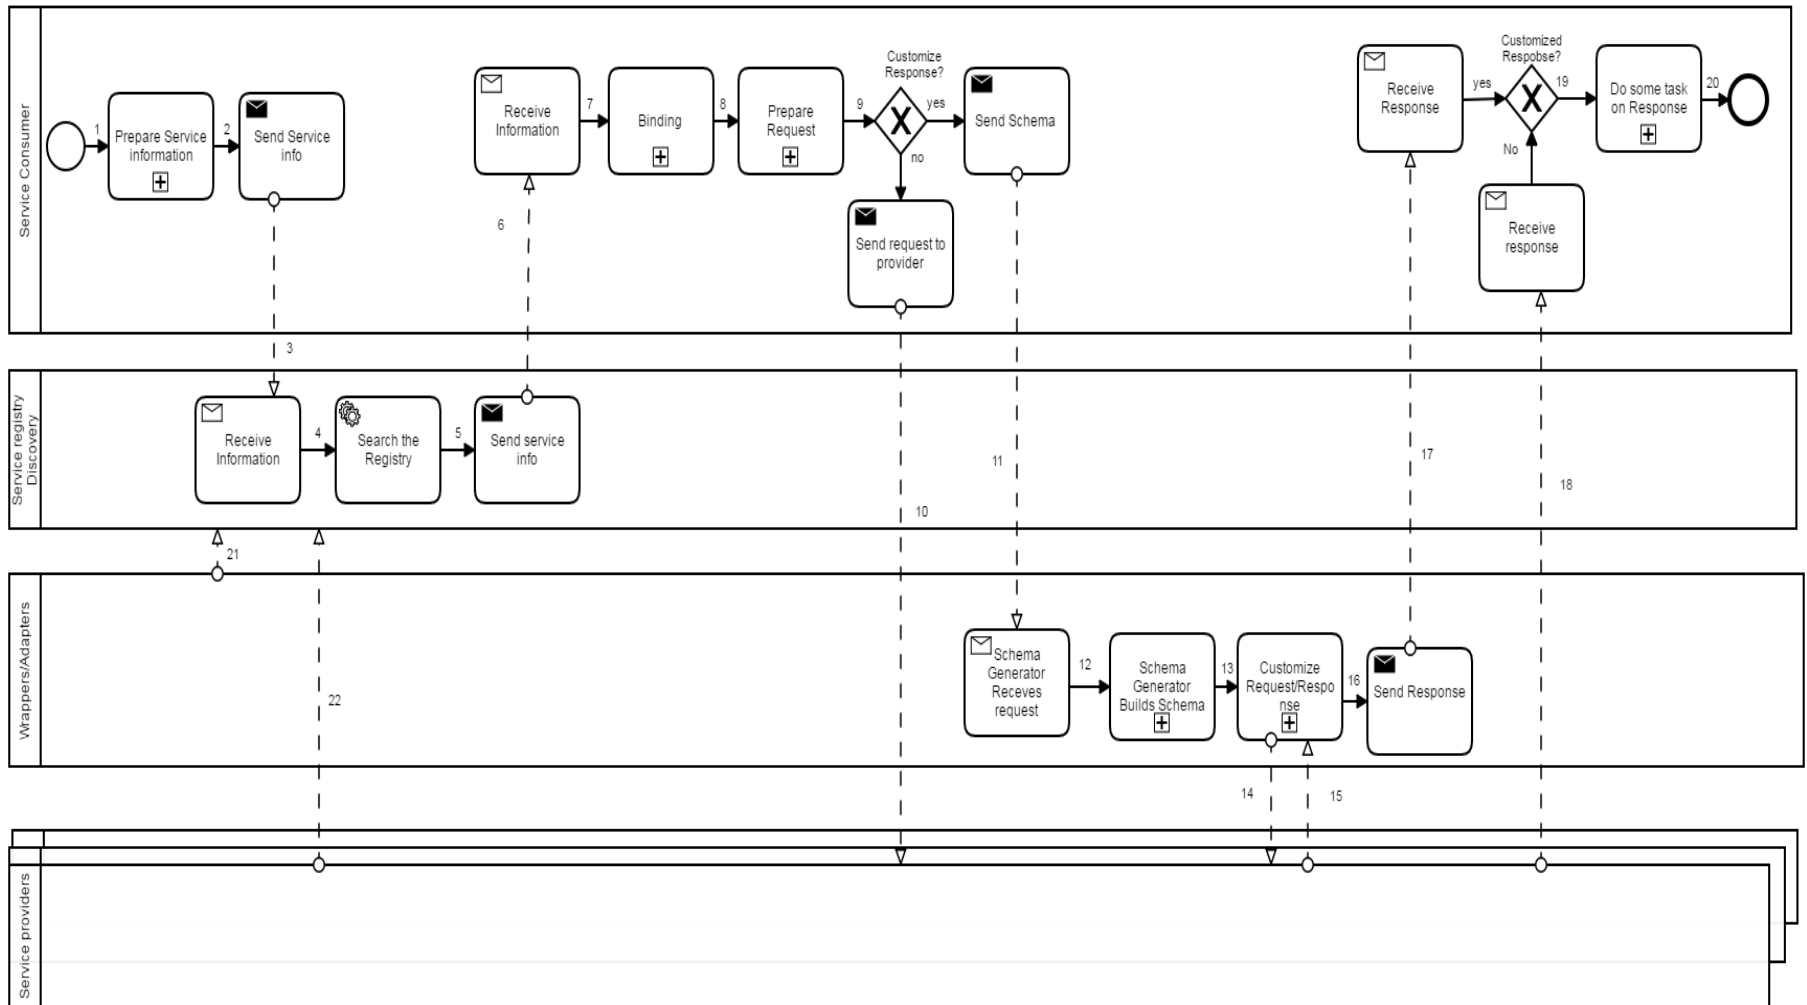 Service Consumer
1
Prepare Service
information
2
Send Service
info
3
Receive
Information
6
7
Binding
8
Prepare
Request
9
Customize
Response?
yes
no
Send Schema
Send request to
provider
Receive
Response
yes
Customized
Respobse?
19
No
Receive
response
Do some task
on Response
20
Service registry
Discovery
Receive
Information
4
Search the
Registry
5
Send service
info
10
11
17
18
21
22
Wrappers/Adapters
Schema
Generator
Receves
request
12
Schema
Generator
Builds Schema
13
Customize
Request/Respo
nse
16
Send Response
14
15
Service providers